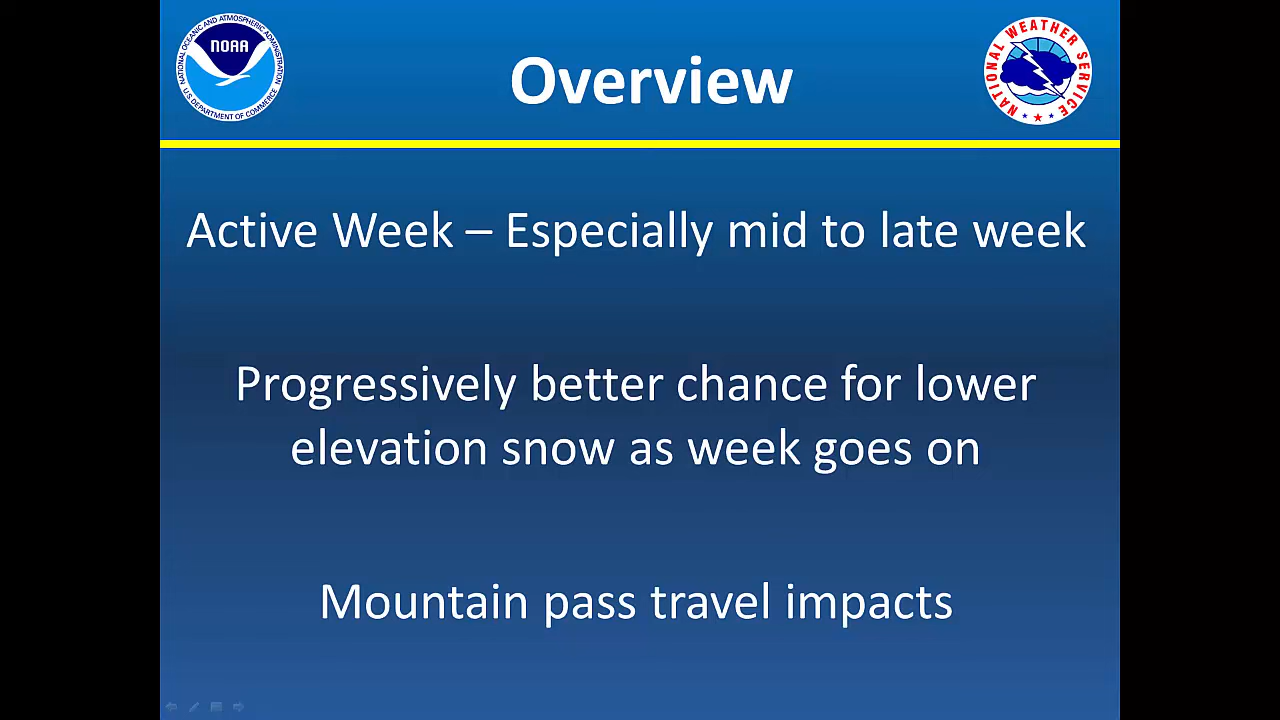 NATIONAL OCEANIC AND ATMOSPHERIC ADMINISTRATION
NOAA
U.S. DEPARTMENT OF COMMERCE
Overview
NATIONAL WEATHER SERVICE
Active Week – Especially mid to late week
Progressively better chance for lower
elevation snow as week goes on
Mountain pass travel impacts